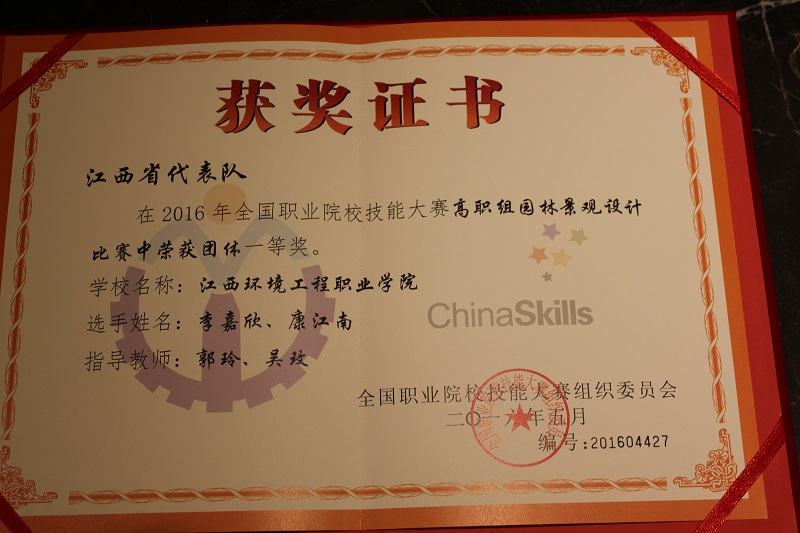 获奖证书
江西省代表队
在2016年全国职业院校技能大赛高职组园林景观设计
比赛中荣获团体一等奖。
学校名称：江西环境工程职业学院
选手姓名：李嘉欣、康江南
指导教师：郭玲、吴玫
ChinaSkills
全国职业院校技能大赛组织委员会
二〇一六年五月
编号:201604427